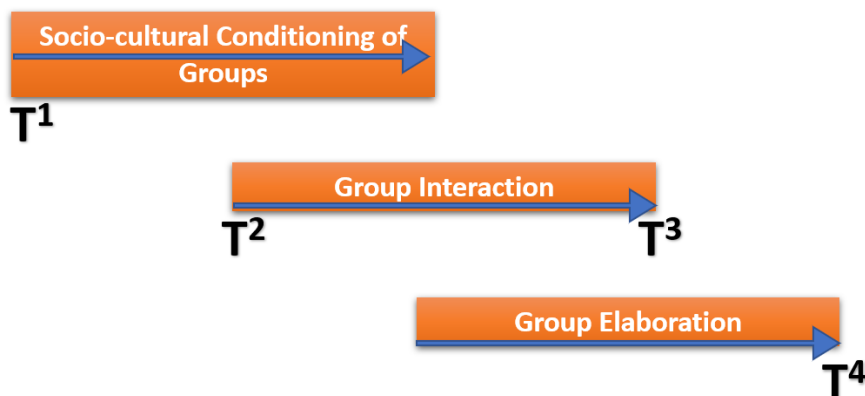 Socio-cultural Conditioning of
Groups
T¹
Group Interaction
T² T³
Group Elaboration
T⁴